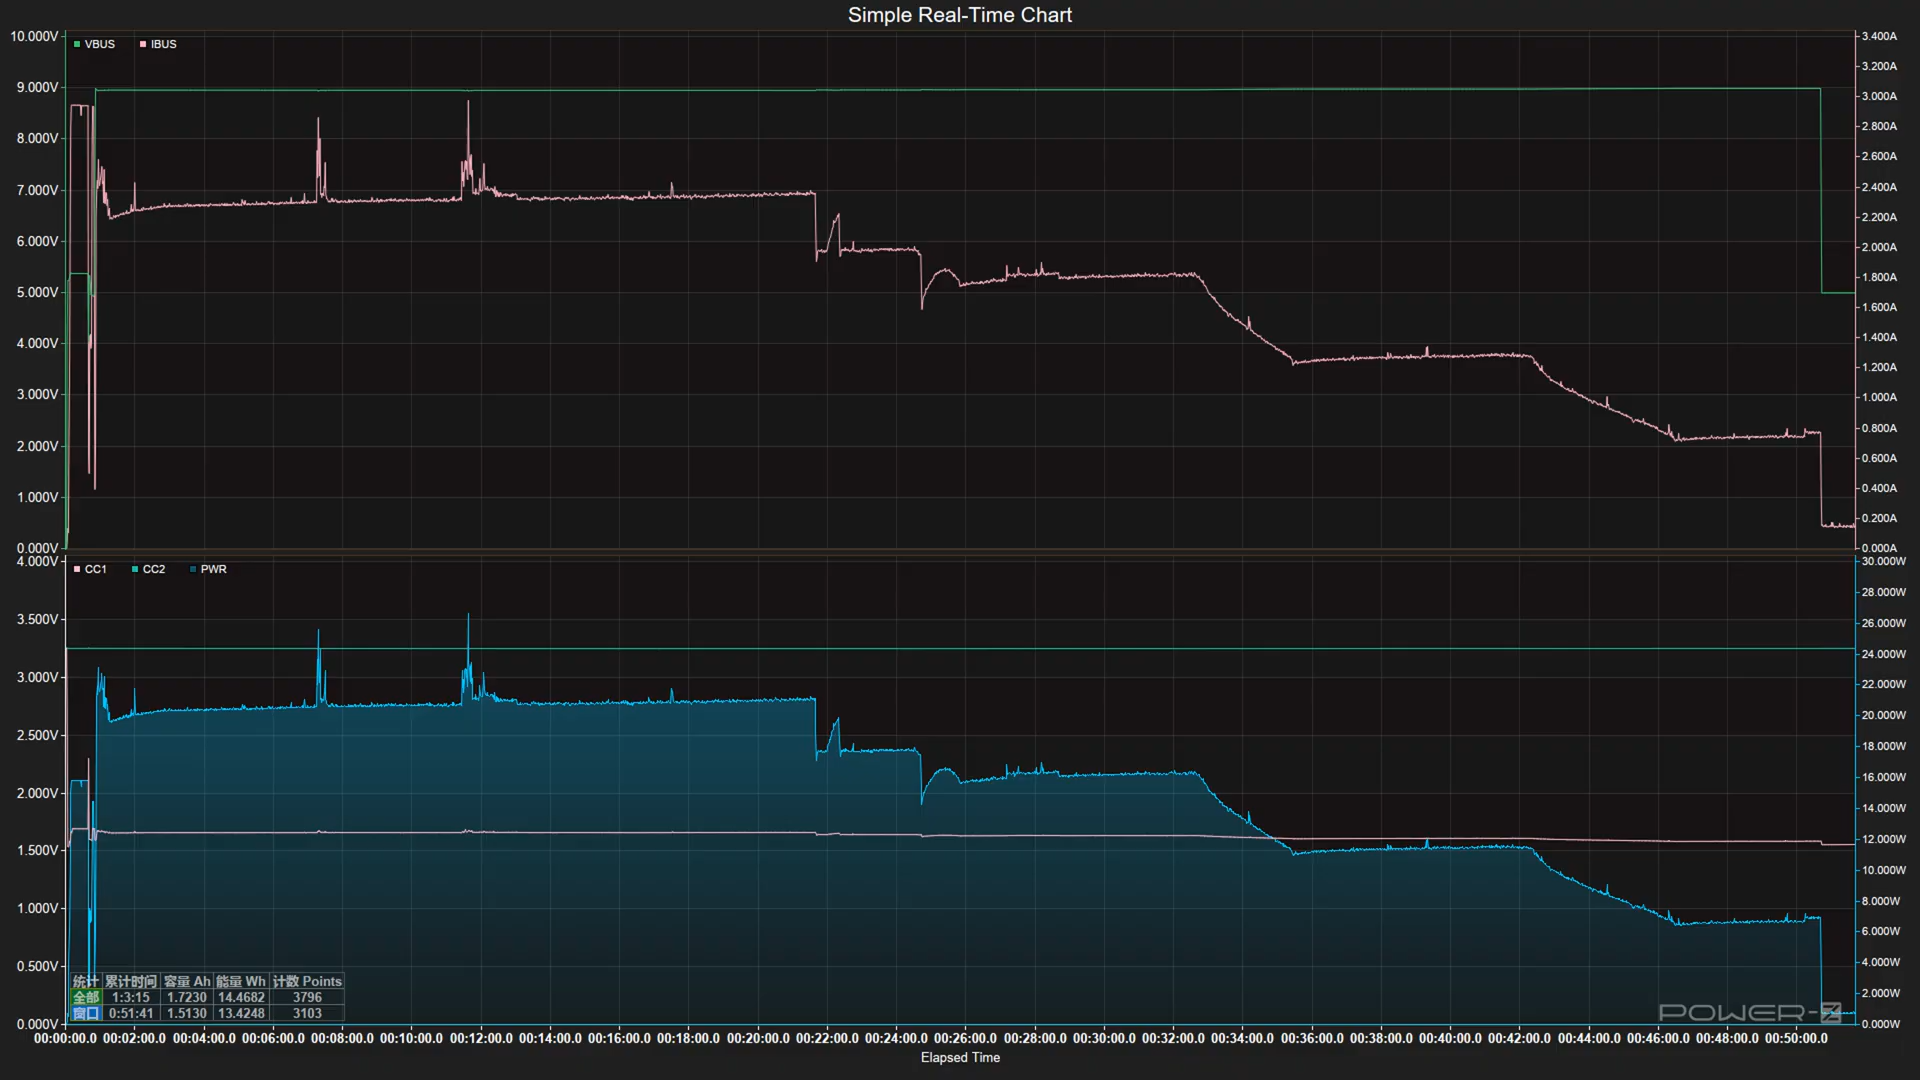 Simple Real-Time Chart
VBUS IBUS
10.000V
9.000V
8.000V
7.000V
6.000V
5.000V
4.000V
3.000V
2.000V
1.000V
0.000V
3.400A
3.200A
3.000A
2.800A
2.600A
2.400A
2.200A
2.000A
1.800A
1.600A
1.400A
1.200A
1.000A
0.800A
0.600A
0.400A
0.200A
0.000A
CC1 CC2 PWR
4.000V
3.500V
3.000V
2.500V
2.000V
1.500V
1.000V
0.500V
0.000V
30.000W
28.000W
26.000W
24.000W
22.000W
20.000W
18.000W
16.000W
14.000W
12.000W
10.000W
8.000W
6.000W
4.000W
2.000W
0.000W
统计 累计时间 容量 Ah 能量 Wh 计数 Points
全部 1:3:15 1.7230 14.4682 3796
窗口 0:51:41 1.5130 13.4248 3103
POWER-Z
00:00:00.0 00:02:00.0 00:04:00.0 00:06:00.0 00:08:00.0 00:10:00.0 00:12:00.0 00:14:00.0 00:16:00.0 00:18:00.0 00:20:00.0 00:22:00.0 00:24:00.0 00:26:00.0 00:28:00.0 00:30:00.0 00:32:00.0 00:34:00.0 00:36:00.0 00:38:00.0 00:40:00.0 00:42:00.0 00:44:00.0 00:46:00.0 00:48:00.0 00:50:00.0
Elapsed Time